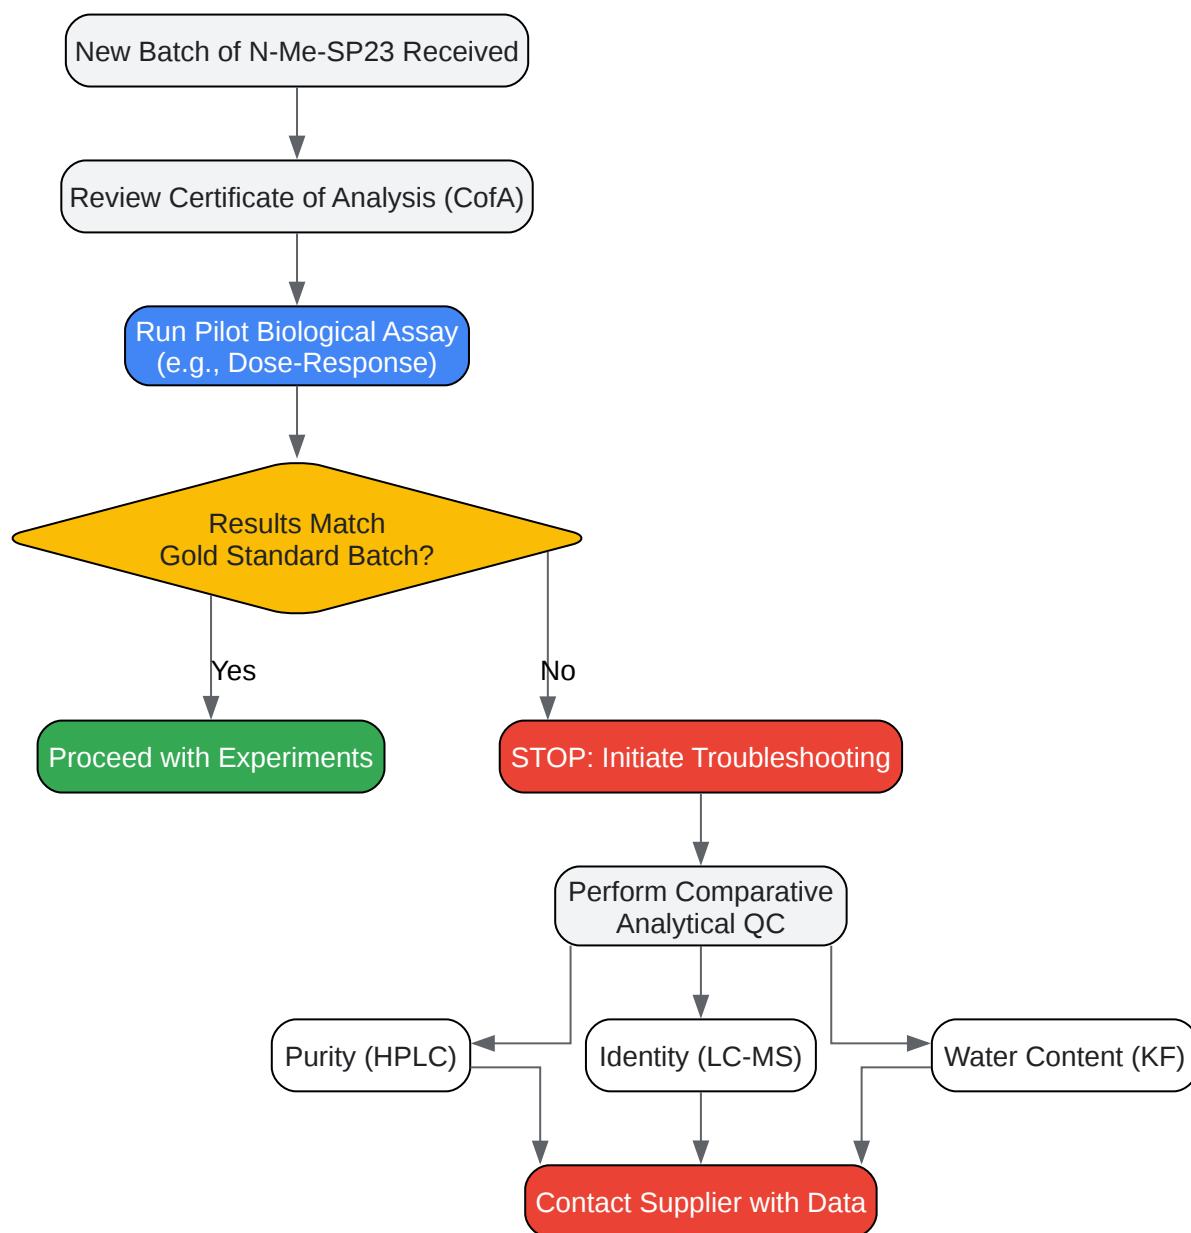 New Batch of N-Me-SP23 Received
Review Certificate of Analysis (CofA)
Run Pilot Biological Assay
(e.g., Dose-Response)
Results Match
Gold Standard Batch?
Yes
No
Proceed with Experiments
STOP: Initiate Troubleshooting
Perform Comparative
Analytical QC
Purity (HPLC)
Identity (LC-MS)
Water Content (KF)
Contact Supplier with Data